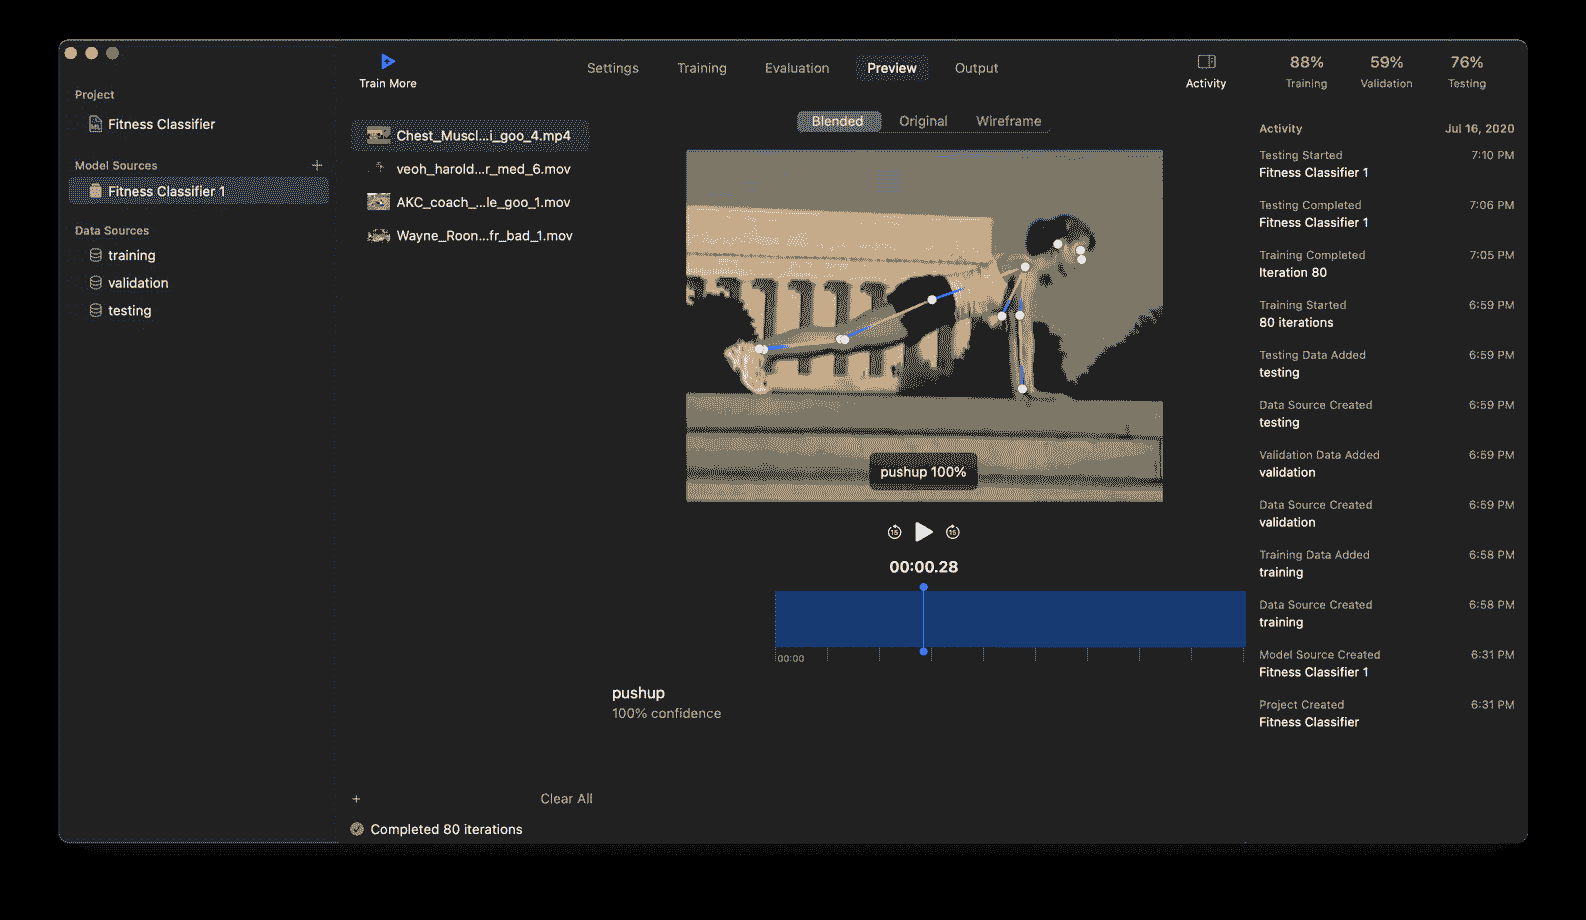 Project
Fitness Classifier
Model Sources
Fitness Classifier 1
Data Sources
training
validation
testing
Train More
Settings
Training
Evaluation
Preview
Output
Activity
88%
Training
59%
Validation
76%
Testing
Chest_Muscl...i_goo_4.mp4
veoh_harold...r_med_6.mov
AKC_coach_...le_goo_1.mov
Wayne_Roon...fr_bad_1.mov
Blended
Original
Wireframe
pushup 100%
15
15
00:00.28
00:00
pushup
100% confidence
+
Clear All
Completed 80 iterations
Activity Jul 16, 2020
Testing Started 7:10 PM
Fitness Classifier 1
Testing Completed 7:06 PM
Fitness Classifier 1
Training Completed 7:05 PM
Iteration 80
Training Started 6:59 PM
80 iterations
Testing Data Added 6:59 PM
testing
Data Source Created 6:59 PM
testing
Validation Data Added 6:59 PM
validation
Data Source Created 6:59 PM
validation
Training Data Added 6:58 PM
training
Data Source Created 6:58 PM
training
Model Source Created 6:31 PM
Fitness Classifier 1
Project Created 6:31 PM
Fitness Classifier